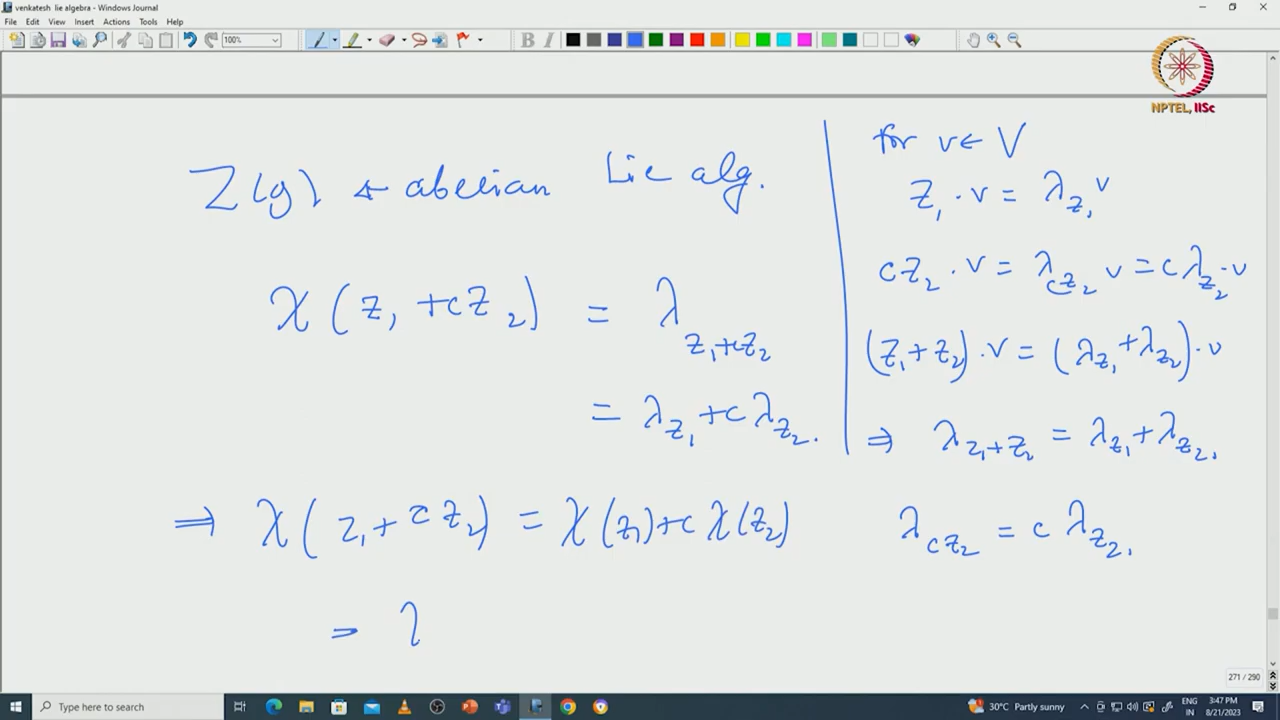 venkatesh lie algebra - Windows Journal
File Edit View Insert Actions Tools Help
100%
B I
NPTEL, IISc
Z(g) ← abelian Lie alg.
χ(z₁ + cz₂) = λ_{z₁+cz₂}
= λ_{z₁} + cλ_{z₂}.
⇒ χ(z₁ + cz₂) = χ(z₁) + cχ(z₂)
=
for v ∈ V
z₁ · v = λ_{z₁} v
cz₂ · v = λ_{cz₂} v = cλ_{z₂} · v
(z₁ + z₂) · v = (λ_{z₁} + λ_{z₂}) · v
⇒ λ_{z₁+z₂} = λ_{z₁} + λ_{z₂}.
λ_{cz₂} = c λ_{z₂}.
271 / 290
Type here to search
30°C Partly sunny
ENG
IN
3:47 PM
8/21/2023